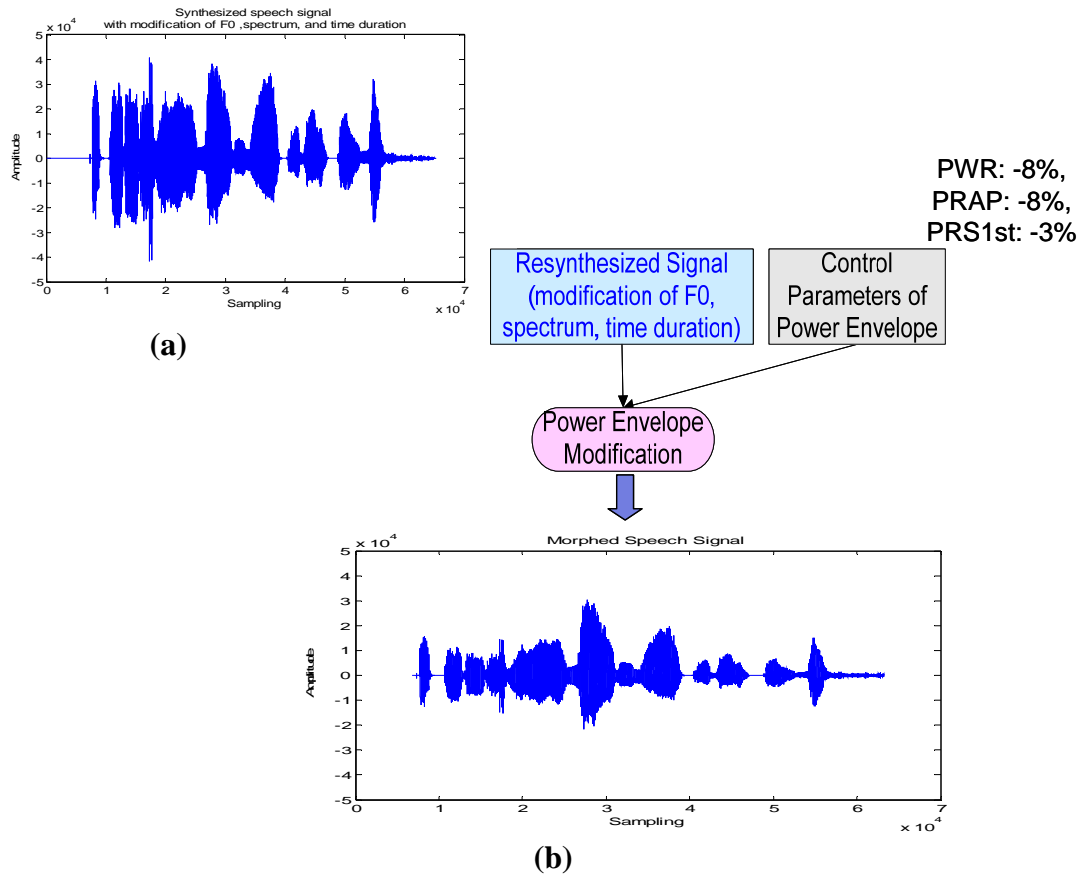 Synthesized speech signal
with modification of F0 ,spectrum, and time duration
x 10^4
5
4
3
2
1
0
-1
-2
-3
-4
-5
Amplitude
0 1 2 3 4 5 6 7
Sampling
x 10^4
(a)
PWR: -8%,
PRAP: -8%,
PRS1st: -3%
Resynthesized Signal
(modification of F0,
spectrum, time duration)
Control
Parameters of
Power Envelope
Power Envelope
Modification
Morphed Speech Signal
x 10^4
5
4
3
2
1
0
-1
-2
-3
-4
-5
Amplitude
0 1 2 3 4 5 6 7
Sampling
x 10^4
(b)